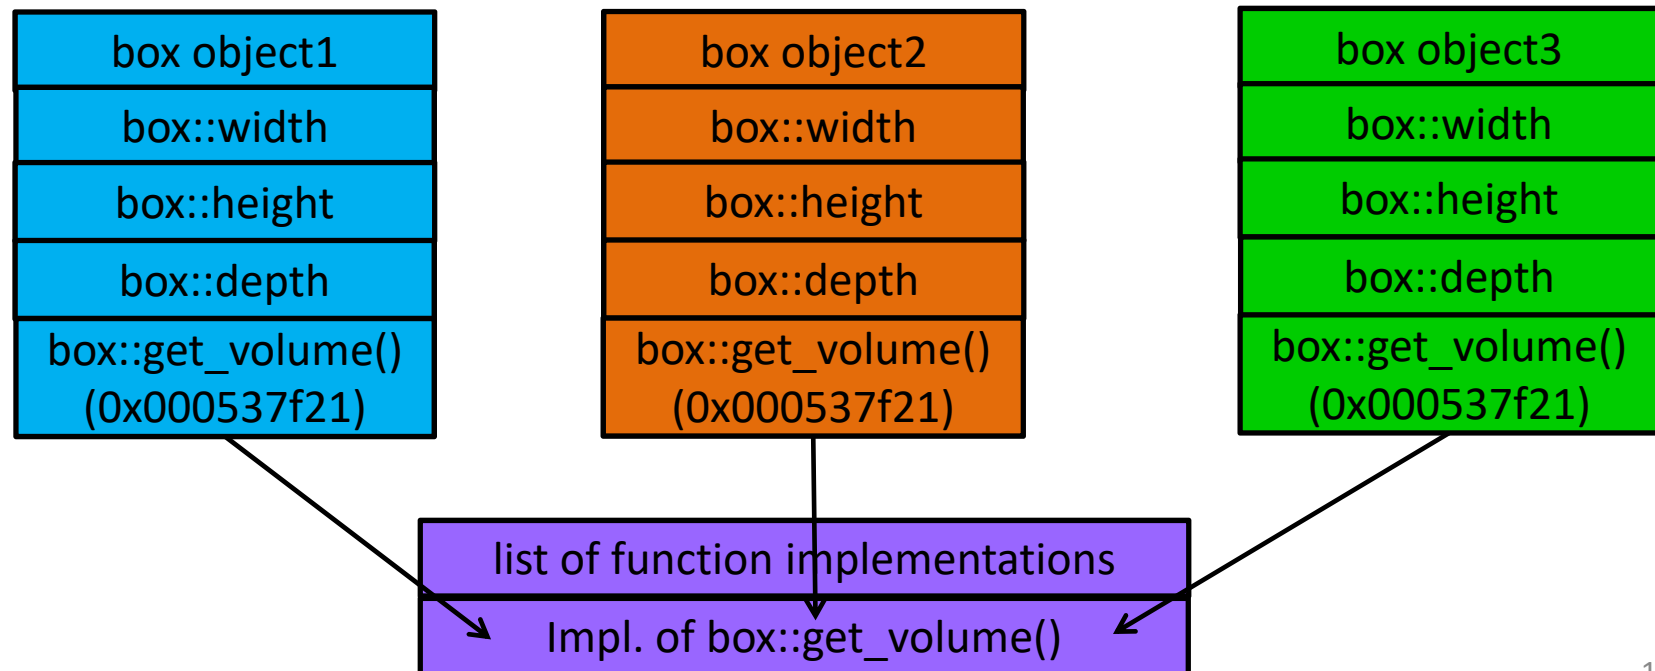 box object1
box::width
box::height
box::depth
box::get_volume()
(0x000537f21)
box object2
box::width
box::height
box::depth
box::get_volume()
(0x000537f21)
box object3
box::width
box::height
box::depth
box::get_volume()
(0x000537f21)
list of function implementations
Impl. of box::get_volume()